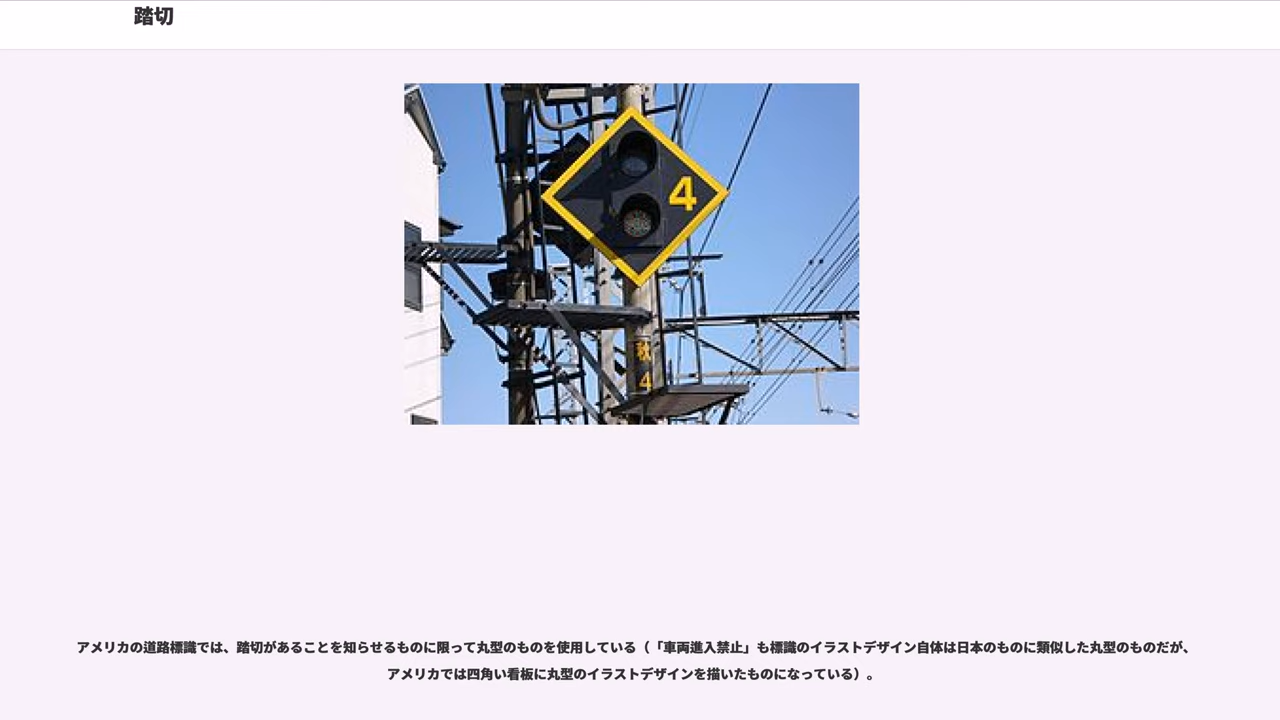 踏切
4
秋
4
アメリカの道路標識では、踏切があることを知らせるものに限って丸型のものを使用している（「車両進入禁止」も標識のイラストデザイン自体は日本のものに類似した丸型のものだが、
アメリカでは四角い看板に丸型のイラストデザインを描いたものになっている）。